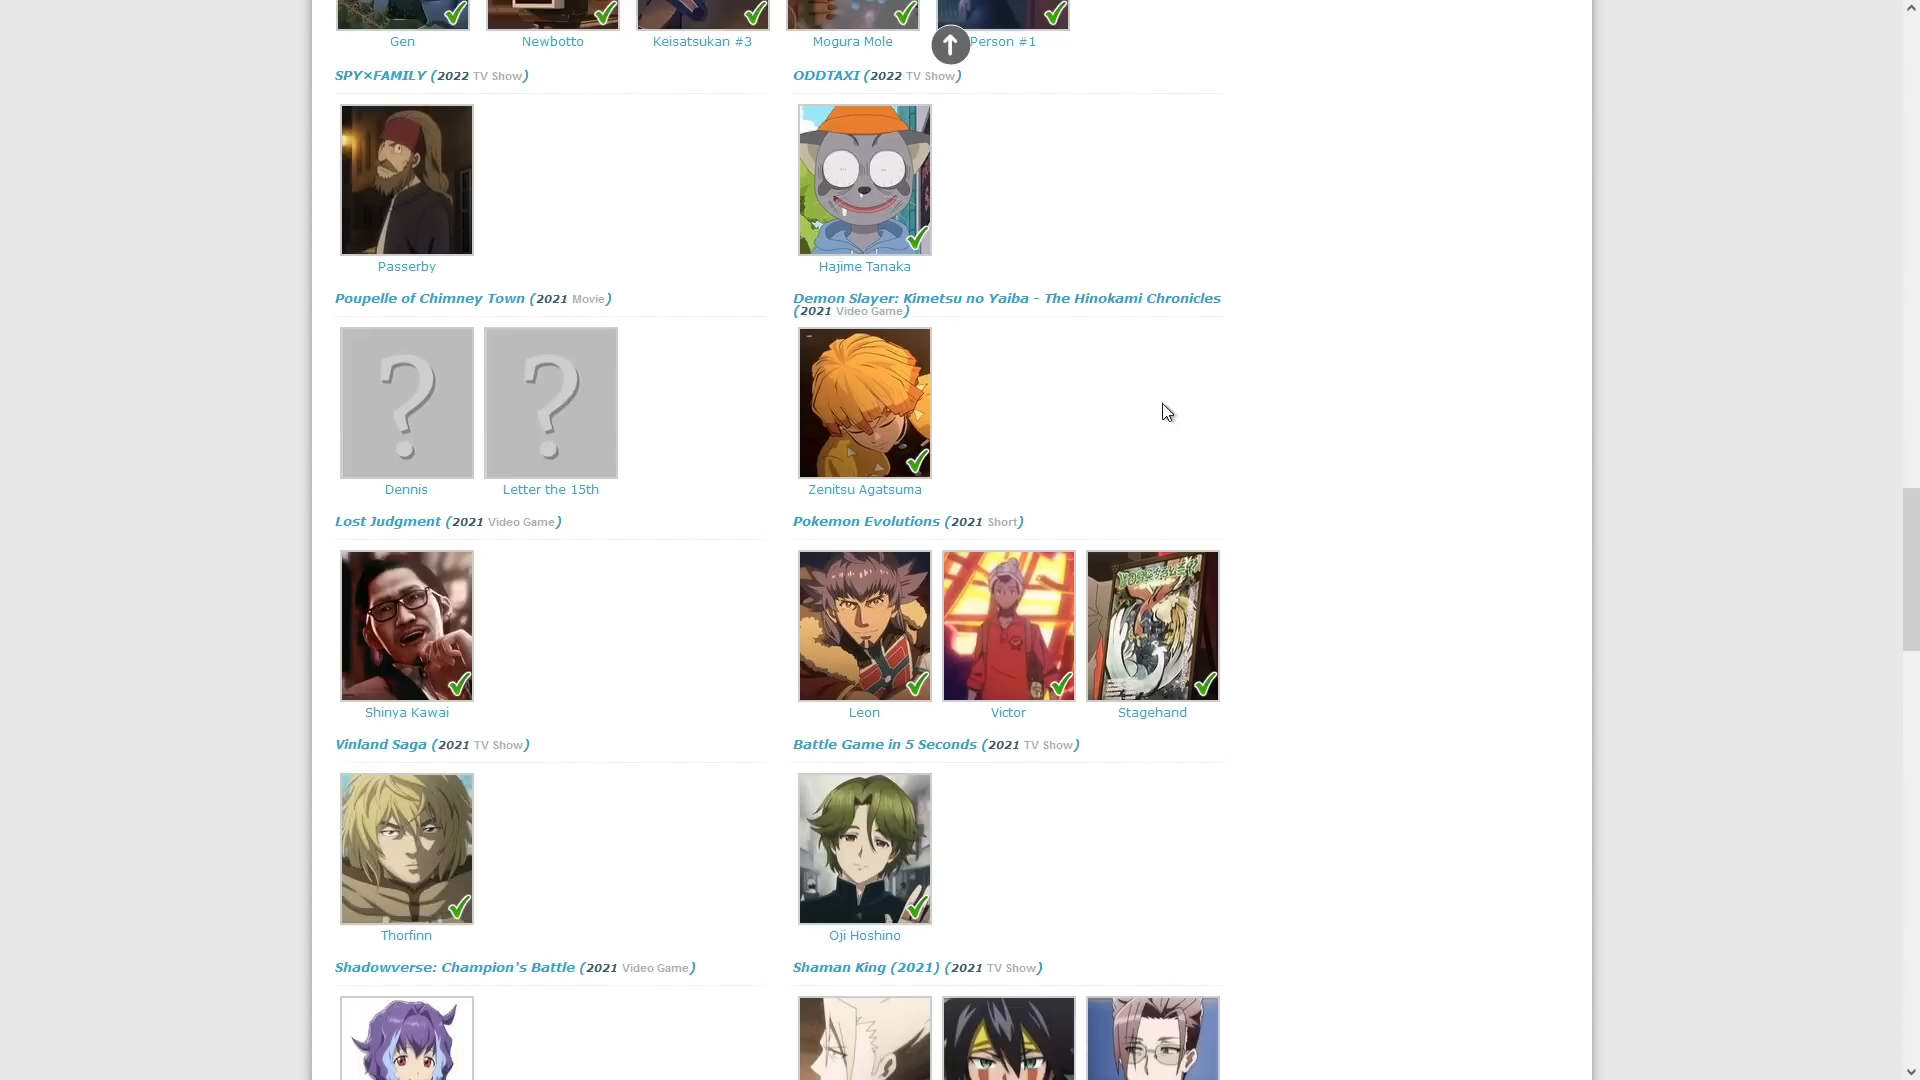 Gen
Newbotto
Keisatsukan #3
Mogura Mole
Person #1
SPY×FAMILY (2022 TV Show)
ODDTAXI (2022 TV Show)
Passerby
Hajime Tanaka
Poupelle of Chimney Town (2021 Movie)
Demon Slayer: Kimetsu no Yaiba - The Hinokami Chronicles
(2021 Video Game)
?
?
Dennis
Letter the 15th
Zenitsu Agatsuma
Lost Judgment (2021 Video Game)
Pokemon Evolutions (2021 Short)
Shinya Kawai
Leon
Victor
Stagehand
Vinland Saga (2021 TV Show)
Battle Game in 5 Seconds (2021 TV Show)
Thorfinn
Oji Hoshino
Shadowverse: Champion's Battle (2021 Video Game)
Shaman King (2021) (2021 TV Show)